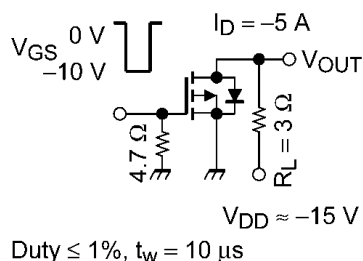 I_D = −5 A
V_GS
0 V
−10 V
V_OUT
4.7 Ω
R_L = 3 Ω
V_DD ≈ −15 V
Duty ≤ 1%, t_w = 10 μs